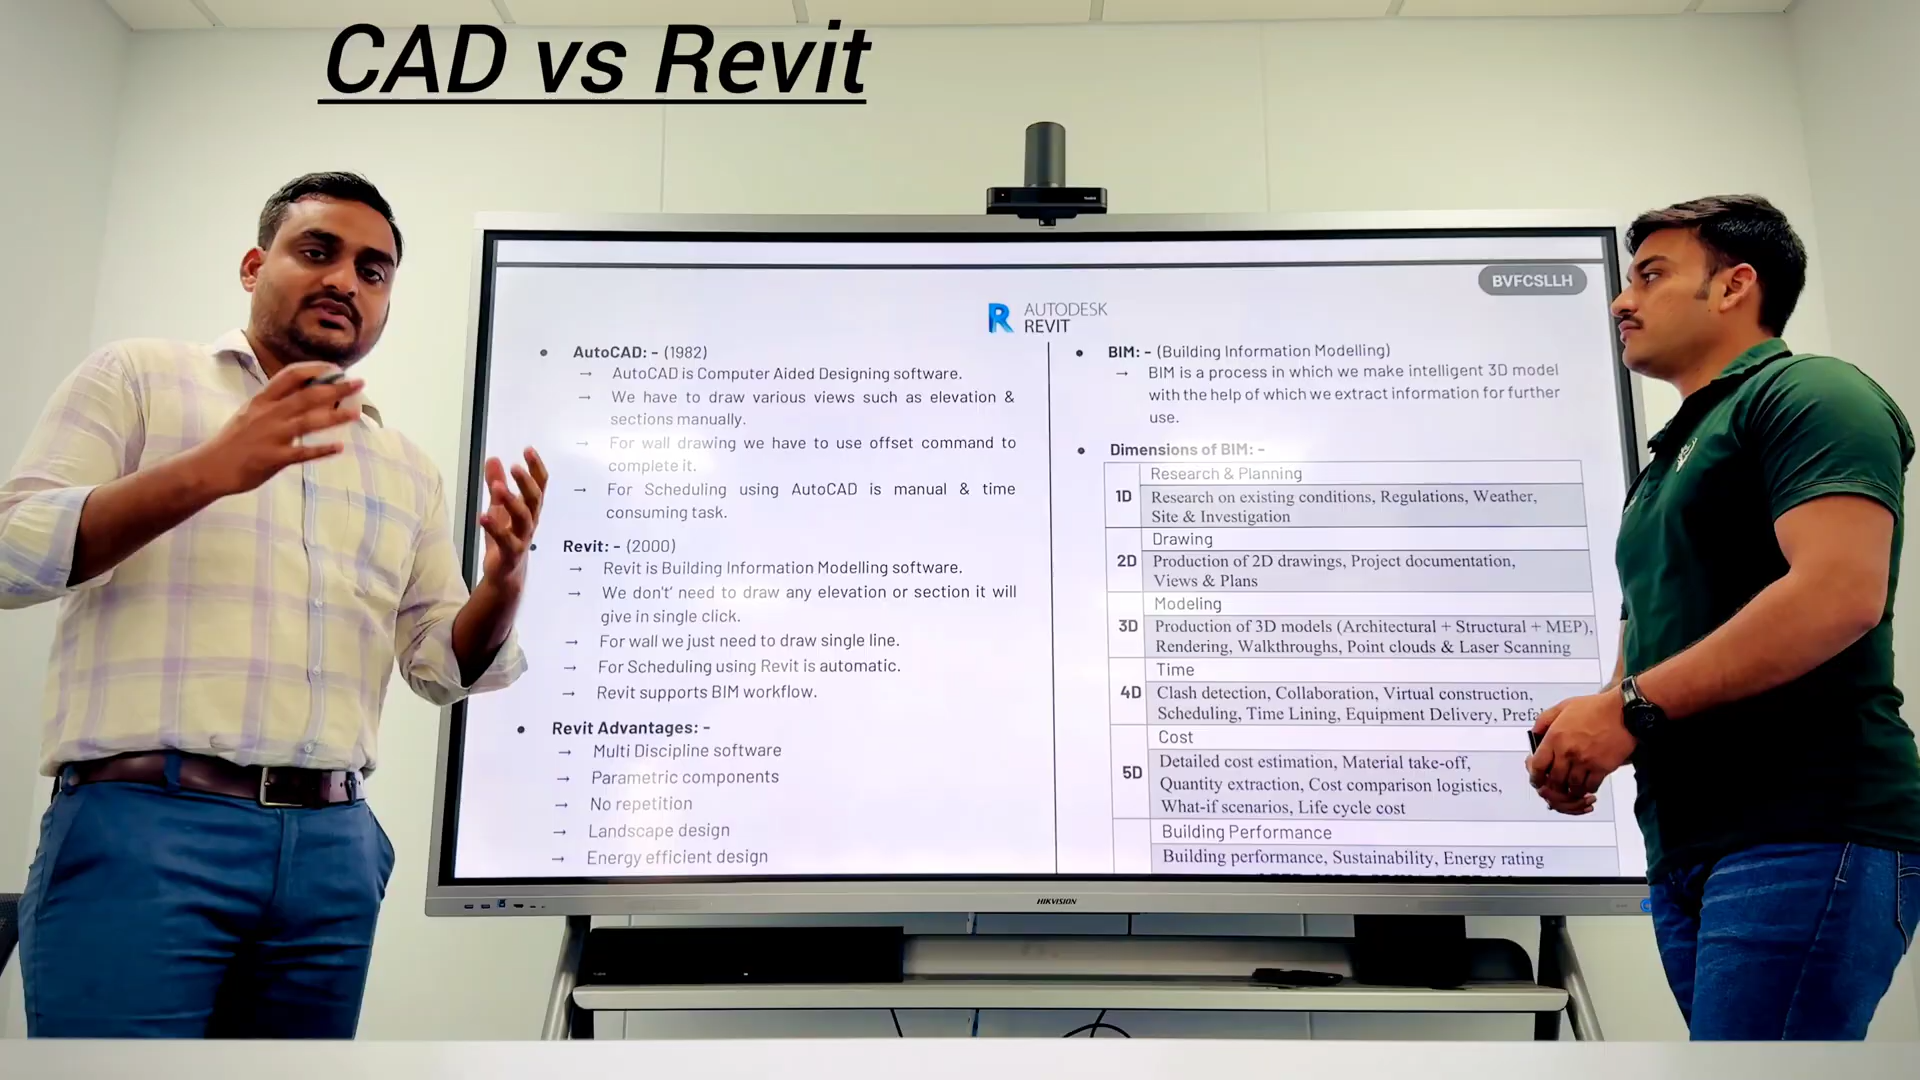 CAD vs Revit
BVFCSLLH
AUTODESK
REVIT
• AutoCAD: - (1982)
→ AutoCAD is Computer Aided Designing software.
→ We have to draw various views such as elevation &
sections manually.
→ For wall drawing we have to use offset command to
complete it.
→ For Scheduling using AutoCAD is manual & time
consuming task.
• Revit: - (2000)
→ Revit is Building Information Modelling software.
→ We don't' need to draw any elevation or section it will
give in single click.
→ For wall we just need to draw single line.
→ For Scheduling using Revit is automatic.
→ Revit supports BIM workflow.
• Revit Advantages: -
→ Multi Discipline software
→ Parametric components
→ No repetition
→ Landscape design
→ Energy efficient design
• BIM: - (Building Information Modelling)
→ BIM is a process in which we make intelligent 3D model
with the help of which we extract information for further
use.
• Dimensions of BIM: -
1D
Research & Planning
Research on existing conditions, Regulations, Weather,
Site & Investigation
2D
Drawing
Production of 2D drawings, Project documentation,
Views & Plans
3D
Modeling
Production of 3D models (Architectural + Structural + MEP),
Rendering, Walkthroughs, Point clouds & Laser Scanning
4D
Time
Clash detection, Collaboration, Virtual construction,
Scheduling, Time Lining, Equipment Delivery,
5D
Cost
Detailed cost estimation, Material take-off,
Quantity extraction, Cost comparison logistics,
What-if scenarios, Life cycle cost
Building Performance
Building performance, Sustainability, Energy rating
HIKVISION